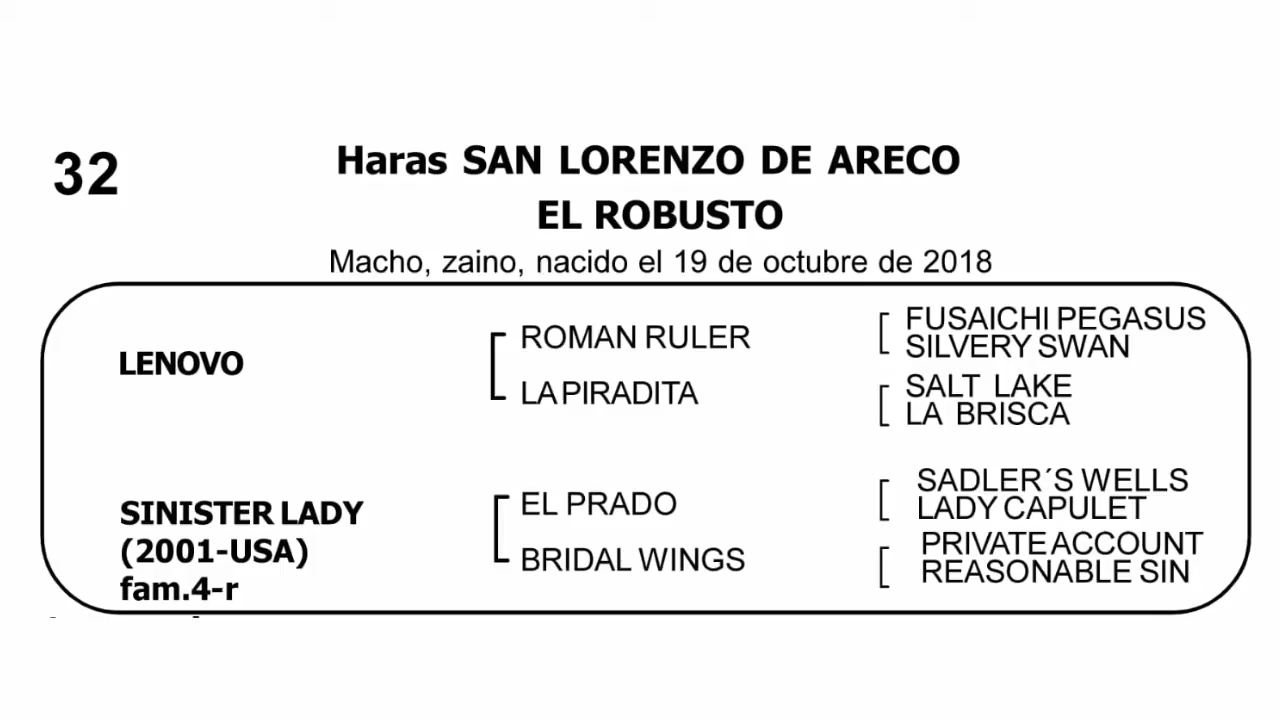 32
Haras SAN LORENZO DE ARECO
EL ROBUSTO
Macho, zaino, nacido el 19 de octubre de 2018
LENOVO
ROMAN RULER
LA PIRADITA
FUSAICHI PEGASUS
SILVERY SWAN
SALT LAKE
LA BRISCA
SINISTER LADY
(2001-USA)
fam.4-r
EL PRADO
BRIDAL WINGS
SADLER´S WELLS
LADY CAPULET
PRIVATE ACCOUNT
REASONABLE SIN